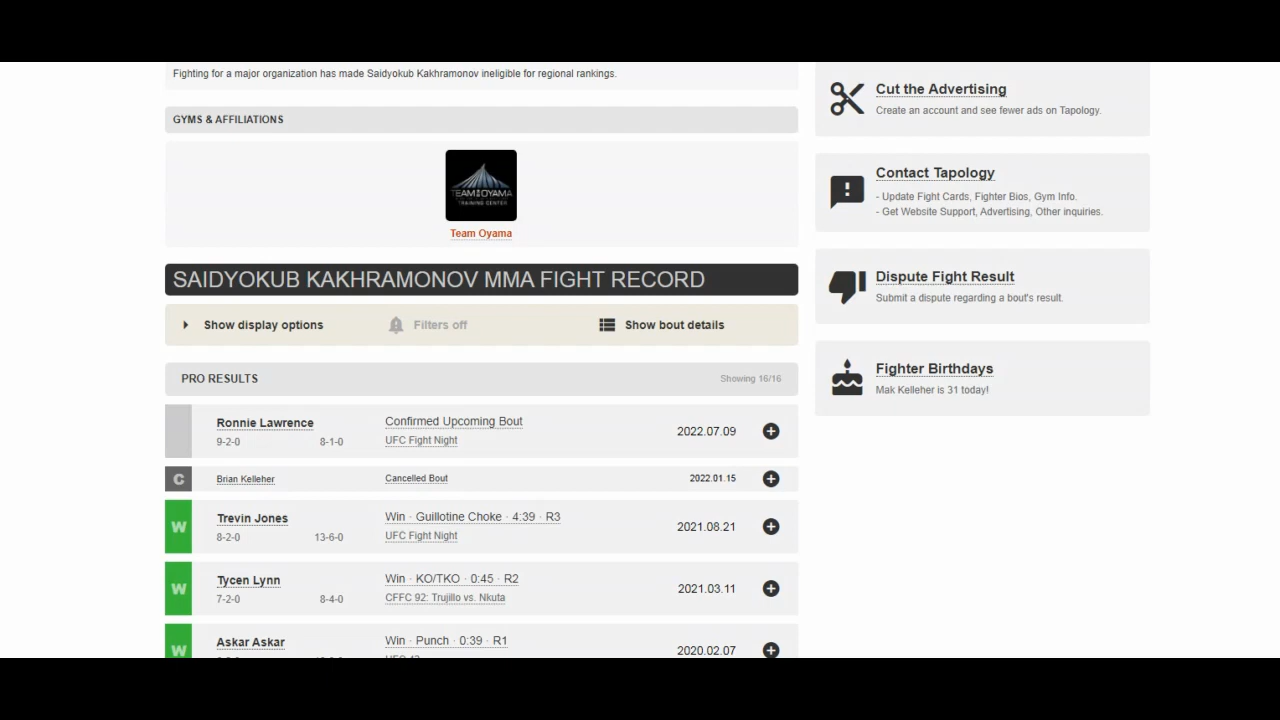 Fighting for a major organization has made Saidyokub Kakhramonov ineligible for regional rankings.
GYMS & AFFILIATIONS
TEAM OYAMA
TRAINING CENTER
Team Oyama
SAIDYOKUB KAKHRAMONOV MMA FIGHT RECORD
Show display options
Filters off
Show bout details
PRO RESULTS
Showing 16/16
Ronnie Lawrence
9-2-0
8-1-0
Confirmed Upcoming Bout
UFC Fight Night
2022.07.09
C
Brian Kelleher
Cancelled Bout
2022.01.15
W
Trevin Jones
8-2-0
13-6-0
Win · Guillotine Choke · 4:39 · R3
UFC Fight Night
2021.08.21
W
Tycen Lynn
7-2-0
8-4-0
Win · KO/TKO · 0:45 · R2
CFFC 92: Trujillo vs. Nkuta
2021.03.11
W
Askar Askar
Win · Punch · 0:39 · R1
2020.02.07
Cut the Advertising
Create an account and see fewer ads on Tapology.
Contact Tapology
- Update Fight Cards, Fighter Bios, Gym Info.
- Get Website Support, Advertising, Other inquiries.
Dispute Fight Result
Submit a dispute regarding a bout's result.
Fighter Birthdays
Mak Kelleher is 31 today!